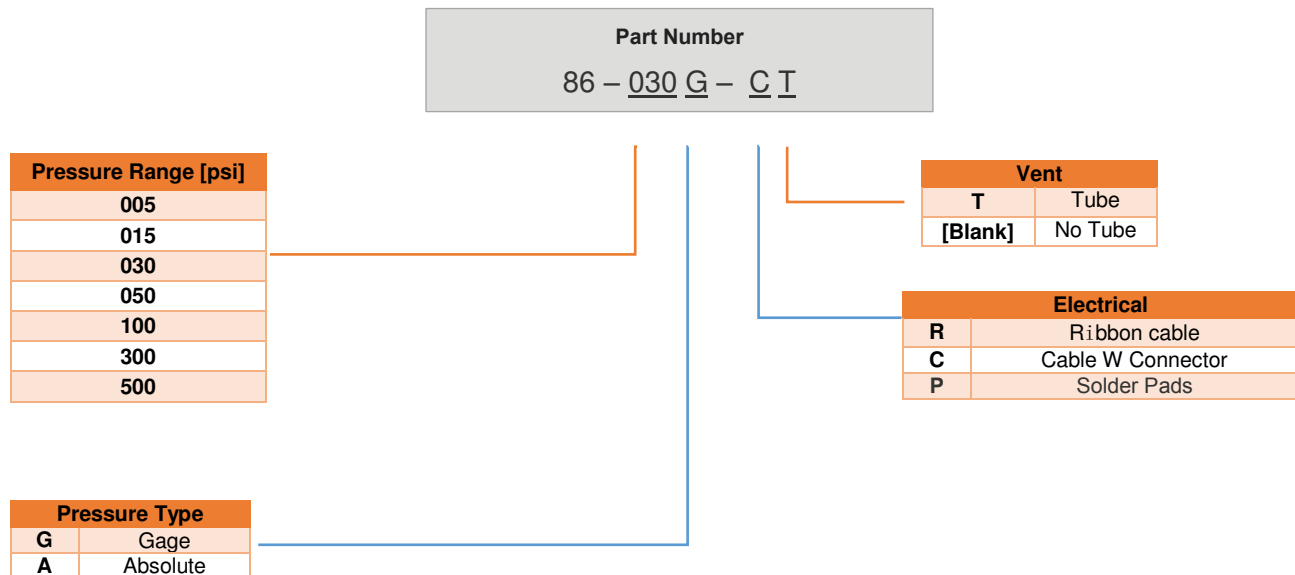 Part Number
86 – 030 G – C T
Pressure Range [psi]
005
015
030
050
100
300
500
Vent
T Tube
[Blank] No Tube
Electrical
R Ribbon cable
C Cable W Connector
P Solder Pads
Pressure Type
G Gage
A Absolute